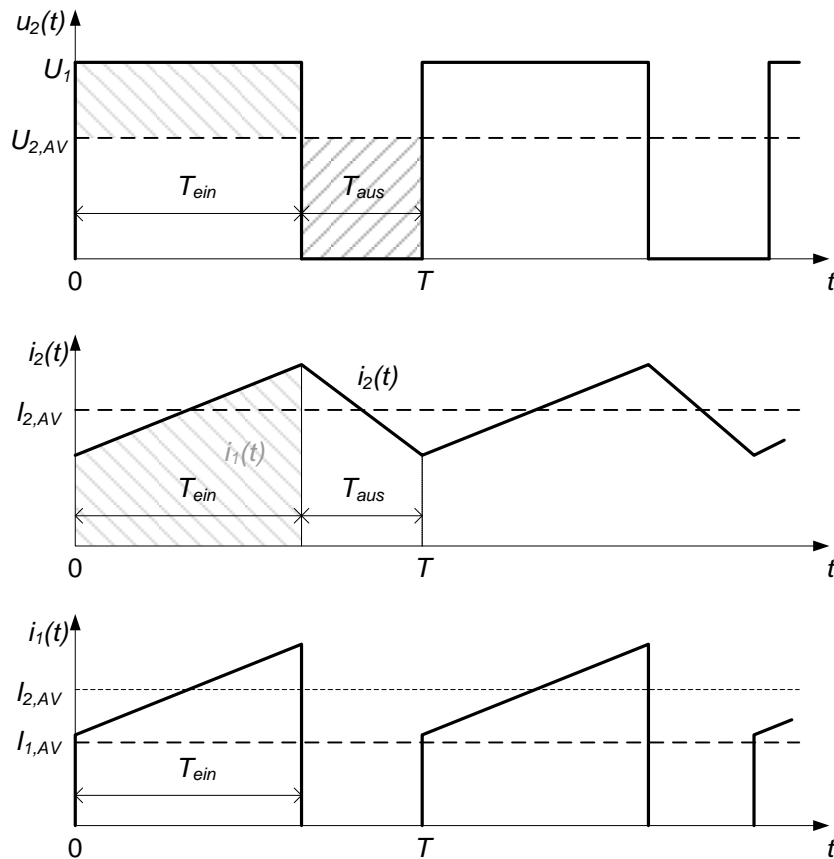 u2(t)
U1
U2,AV
Tein Taus
0 T t
i2(t)
i2(t)
I2,AV
i1(t)
Tein Taus
0 T t
i1(t)
I2,AV
I1,AV
Tein
0 T t